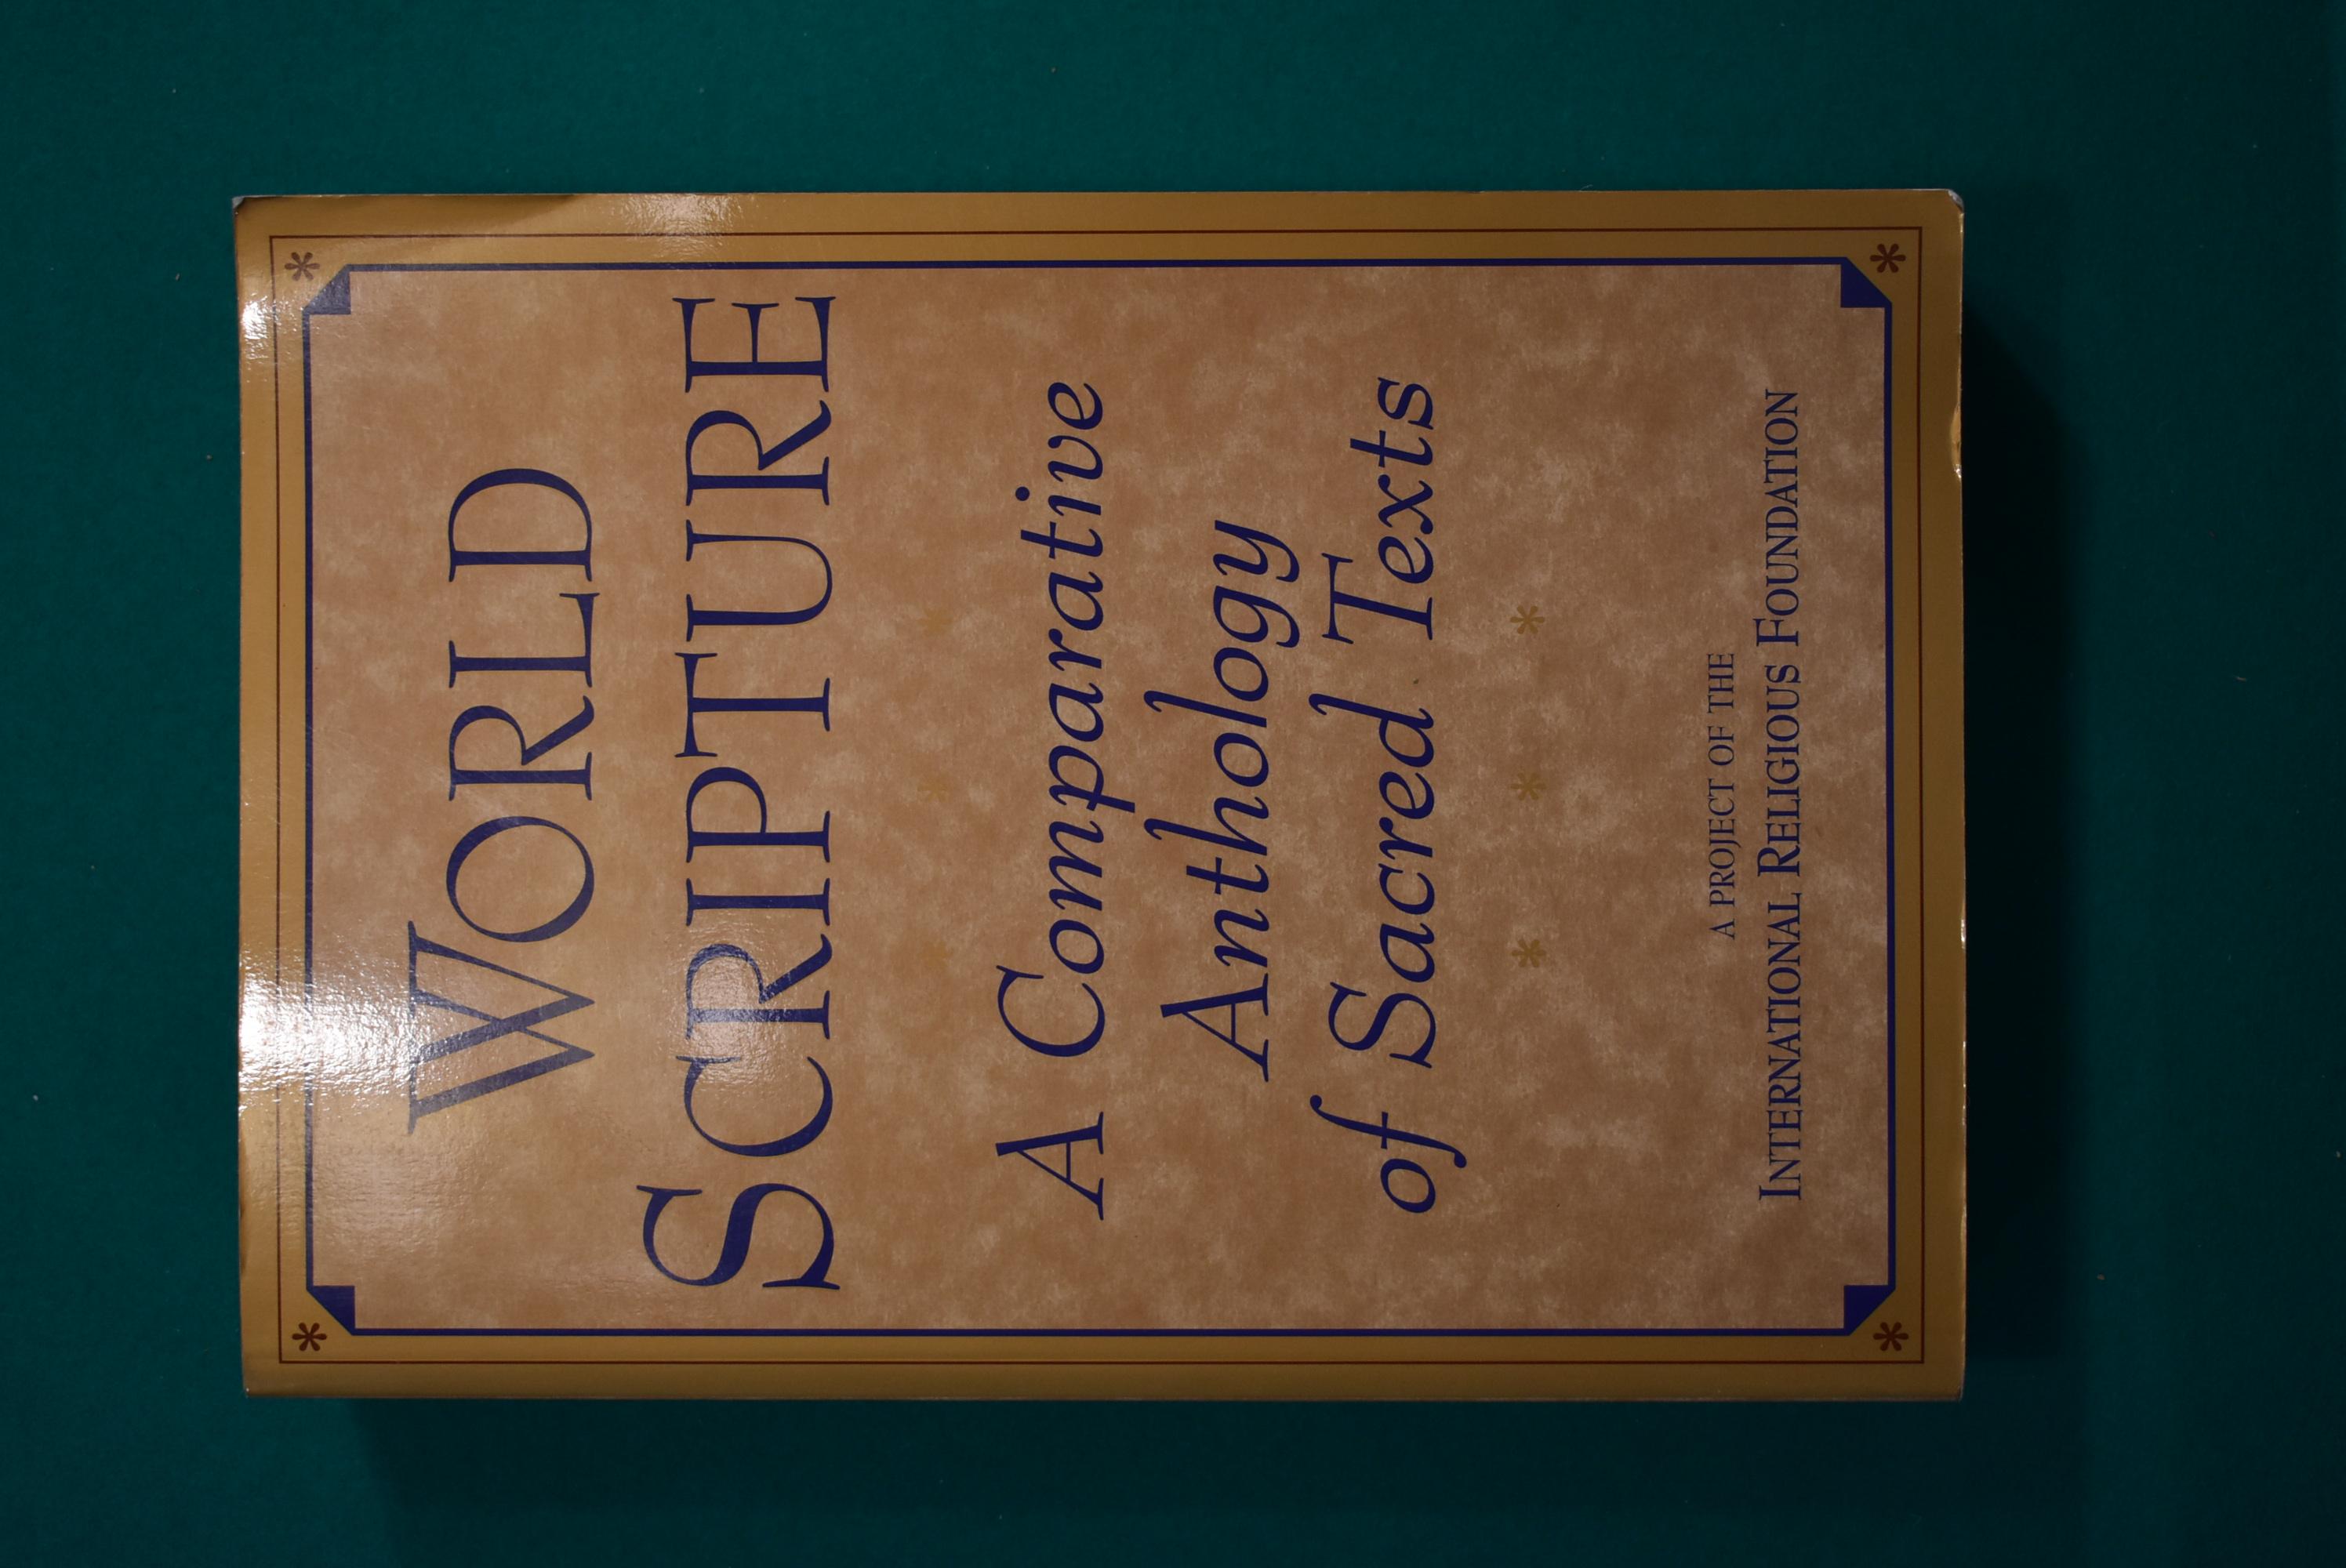 WORLD
SCRIPTURE
A Comparative
Anthology
of Sacred Texts
A PROJECT OF THE
INTERNATIONAL RELIGIOUS FOUNDATION